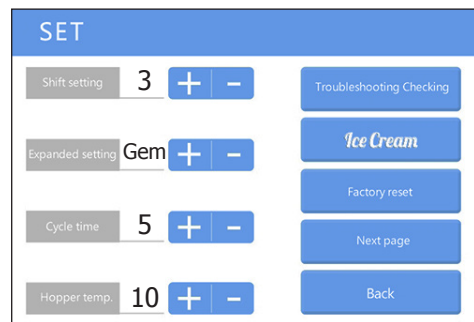 SET
Shift setting 3 + -
Troubleshooting Checking
Expanded setting Gem + -
Ice Cream
Factory reset
Cycle time 5 + -
Next page
Hopper temp. 10 + -
Back